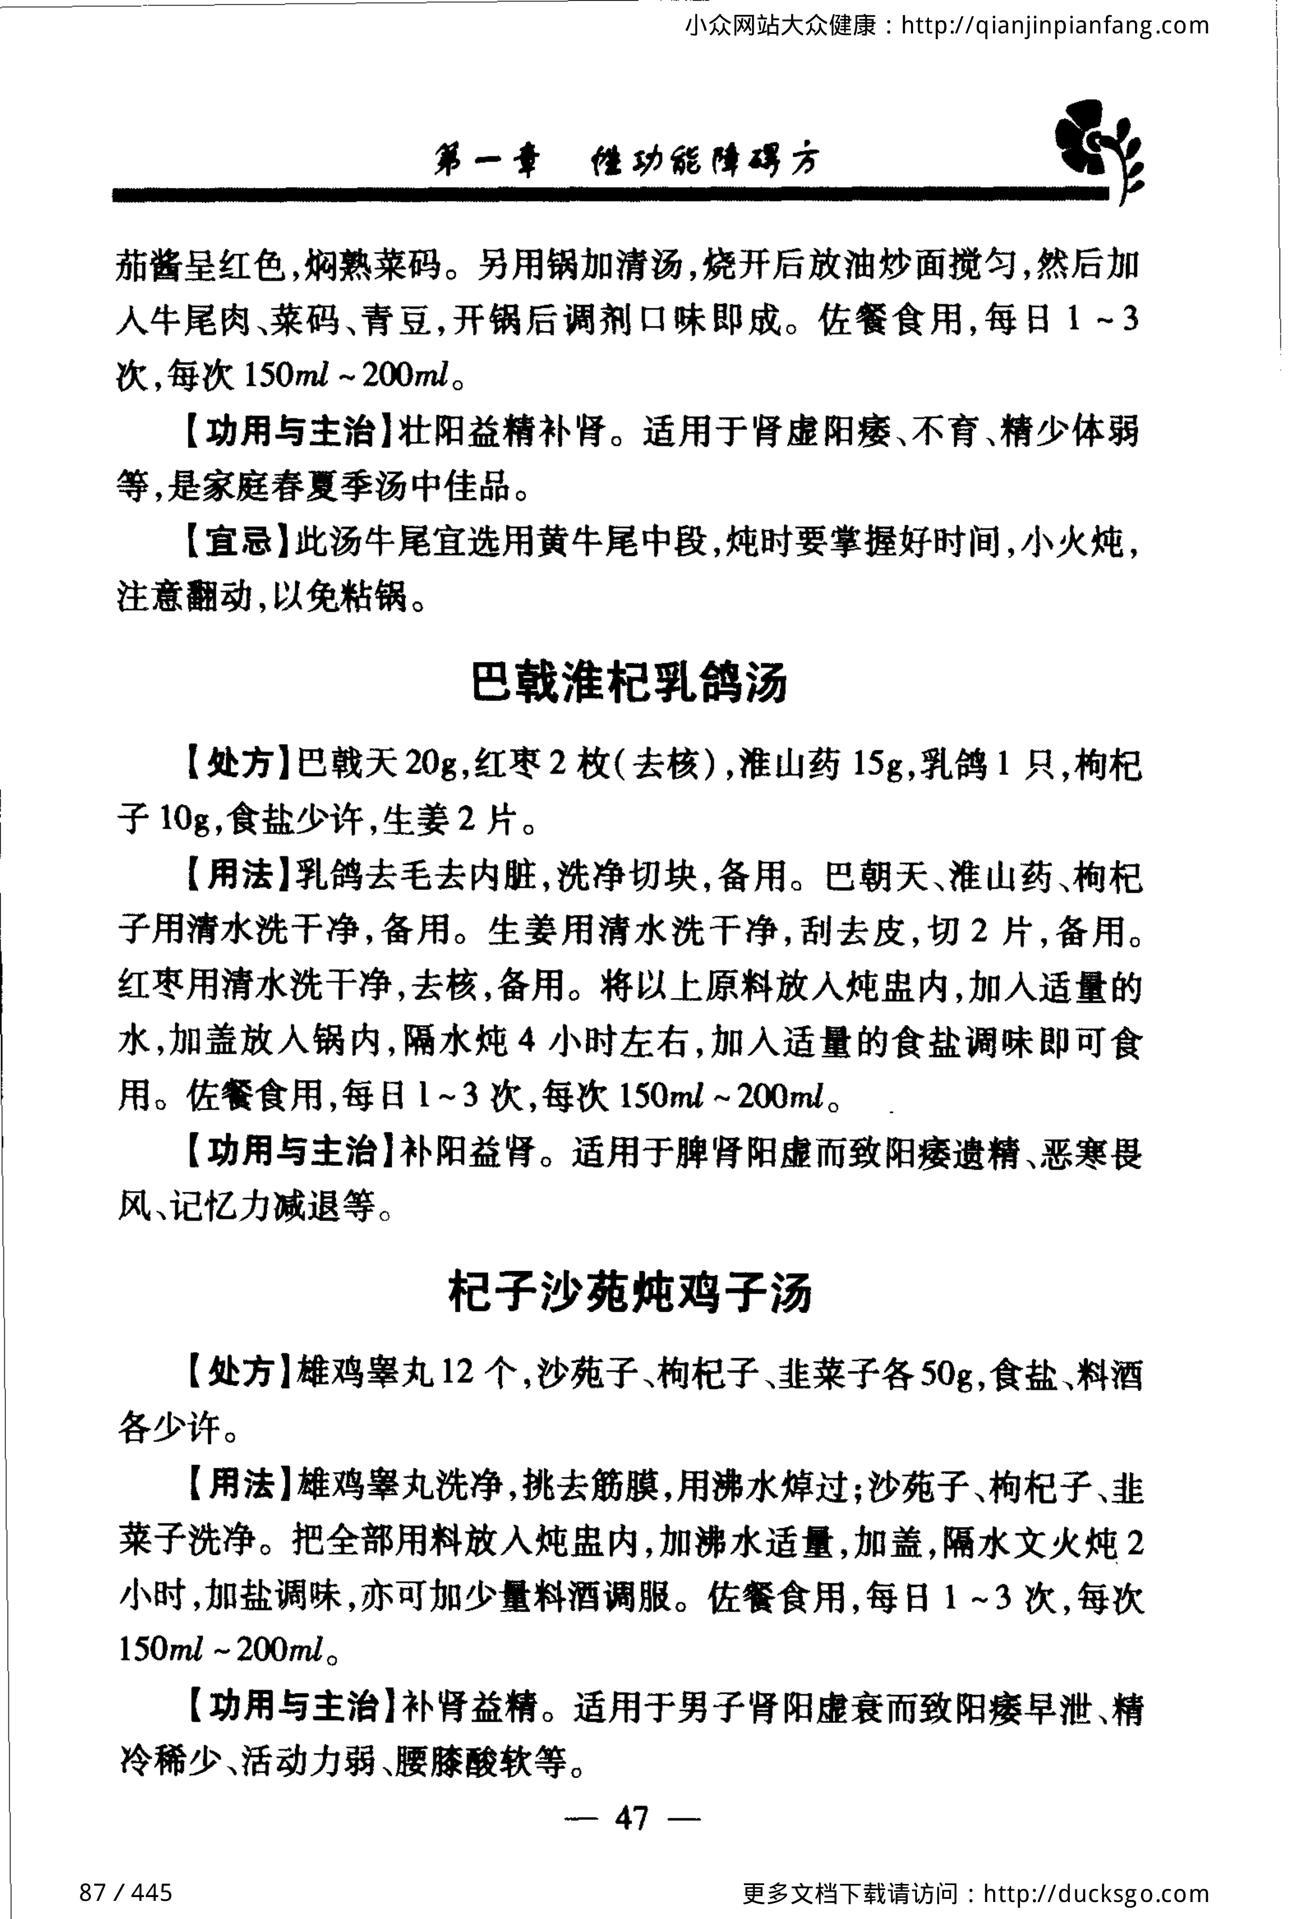 小众网站大众健康：http://qianjinpianfang.com
第一章 性功能障碍方
茄酱呈红色,焖熟菜码。另用锅加清汤,烧开后放油炒面搅匀,然后加
入牛尾肉、菜码、青豆,开锅后调剂口味即成。佐餐食用,每日1~3
次,每次150ml~200ml。
【功用与主治】壮阳益精补肾。适用于肾虚阳痿、不育、精少体弱
等,是家庭春夏季汤中佳品。
【宜忌】此汤牛尾宜选用黄牛尾中段,炖时要掌握好时间,小火炖,
注意翻动,以免粘锅。
巴戟淮杞乳鸽汤
【处方】巴戟天20g,红枣2枚(去核),淮山药15g,乳鸽1只,枸杞
子10g,食盐少许,生姜2片。
【用法】乳鸽去毛去内脏,洗净切块,备用。巴朝天、淮山药、枸杞
子用清水洗干净,备用。生姜用清水洗干净,刮去皮,切2片,备用。
红枣用清水洗干净,去核,备用。将以上原料放入炖盅内,加入适量的
水,加盖放入锅内,隔水炖4小时左右,加入适量的食盐调味即可食
用。佐餐食用,每日1~3次,每次150ml~200ml。
【功用与主治】补阳益肾。适用于脾肾阳虚而致阳痿遗精、恶寒畏
风、记忆力减退等。
杞子沙苑炖鸡子汤
【处方】雄鸡睾丸12个,沙苑子、枸杞子、韭菜子各50g,食盐、料酒
各少许。
【用法】雄鸡睾丸洗净,挑去筋膜,用沸水焯过;沙苑子、枸杞子、韭
菜子洗净。把全部用料放入炖盅内,加沸水适量,加盖,隔水文火炖2
小时,加盐调味,亦可加少量料酒调服。佐餐食用,每日1~3次,每次
150ml~200ml。
【功用与主治】补肾益精。适用于男子肾阳虚衰而致阳痿早泄、精
冷稀少、活动力弱、腰膝酸软等。
— 47 —
87 / 445
更多文档下载请访问：http://ducksgo.com